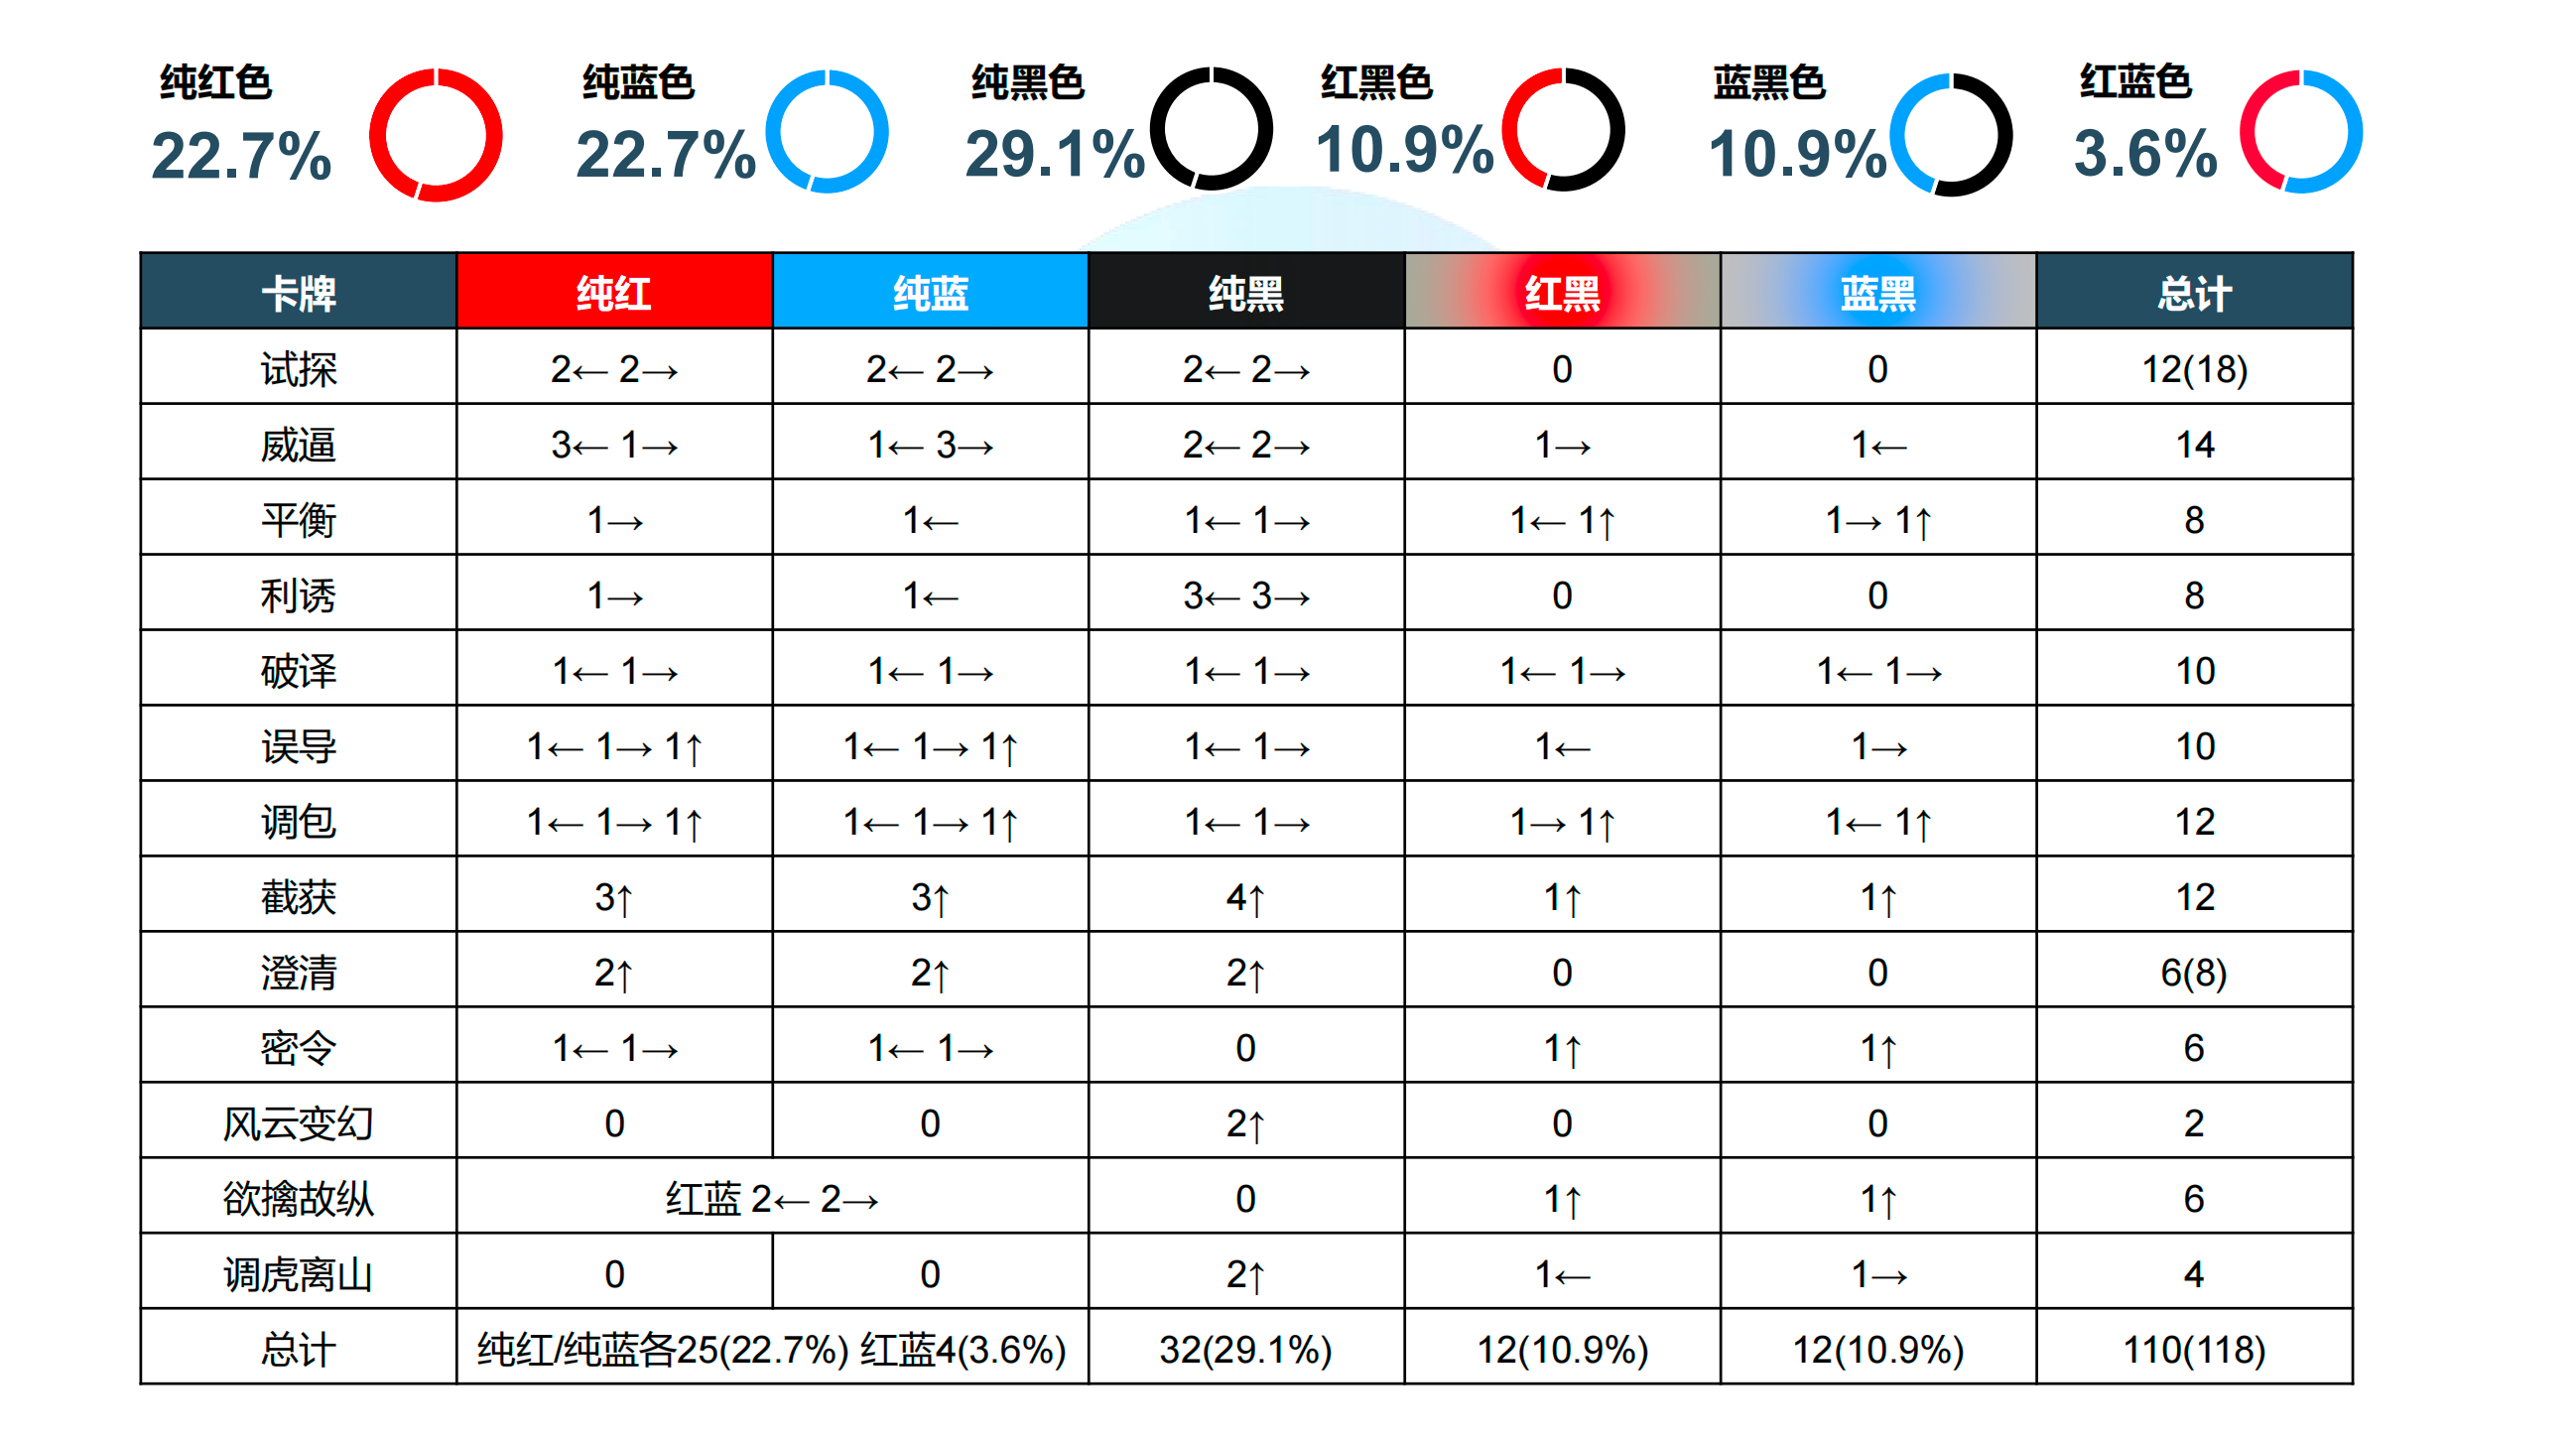 纯红色 纯蓝色 纯黑色 红黑色 蓝黑色 红蓝色
22.7% 22.7% 29.1% 10.9% 10.9% 3.6%
卡牌 纯红 纯蓝 纯黑 红黑 蓝黑 总计
试探 2← 2→ 2← 2→ 2← 2→ 0 0 12(18)
威逼 3← 1→ 1← 3→ 2← 2→ 1→ 1← 14
平衡 1→ 1← 1← 1→ 1← 1↑ 1→ 1↑ 8
利诱 1→ 1← 3← 3→ 0 0 8
破译 1← 1→ 1← 1→ 1← 1→ 1← 1→ 1← 1→ 10
误导 1← 1→ 1↑ 1← 1→ 1↑ 1← 1→ 1← 1→ 10
调包 1← 1→ 1↑ 1← 1→ 1↑ 1← 1→ 1→ 1↑ 1← 1↑ 12
截获 3↑ 3↑ 4↑ 1↑ 1↑ 12
澄清 2↑ 2↑ 2↑ 0 0 6(8)
密令 1← 1→ 1← 1→ 0 1↑ 1↑ 6
风云变幻 0 0 2↑ 0 0 2
欲擒故纵 红蓝 2← 2→ 0 1↑ 1↑ 6
调虎离山 0 0 2↑ 1← 1→ 4
总计 纯红/纯蓝各25(22.7%) 红蓝4(3.6%) 32(29.1%) 12(10.9%) 12(10.9%) 110(118)